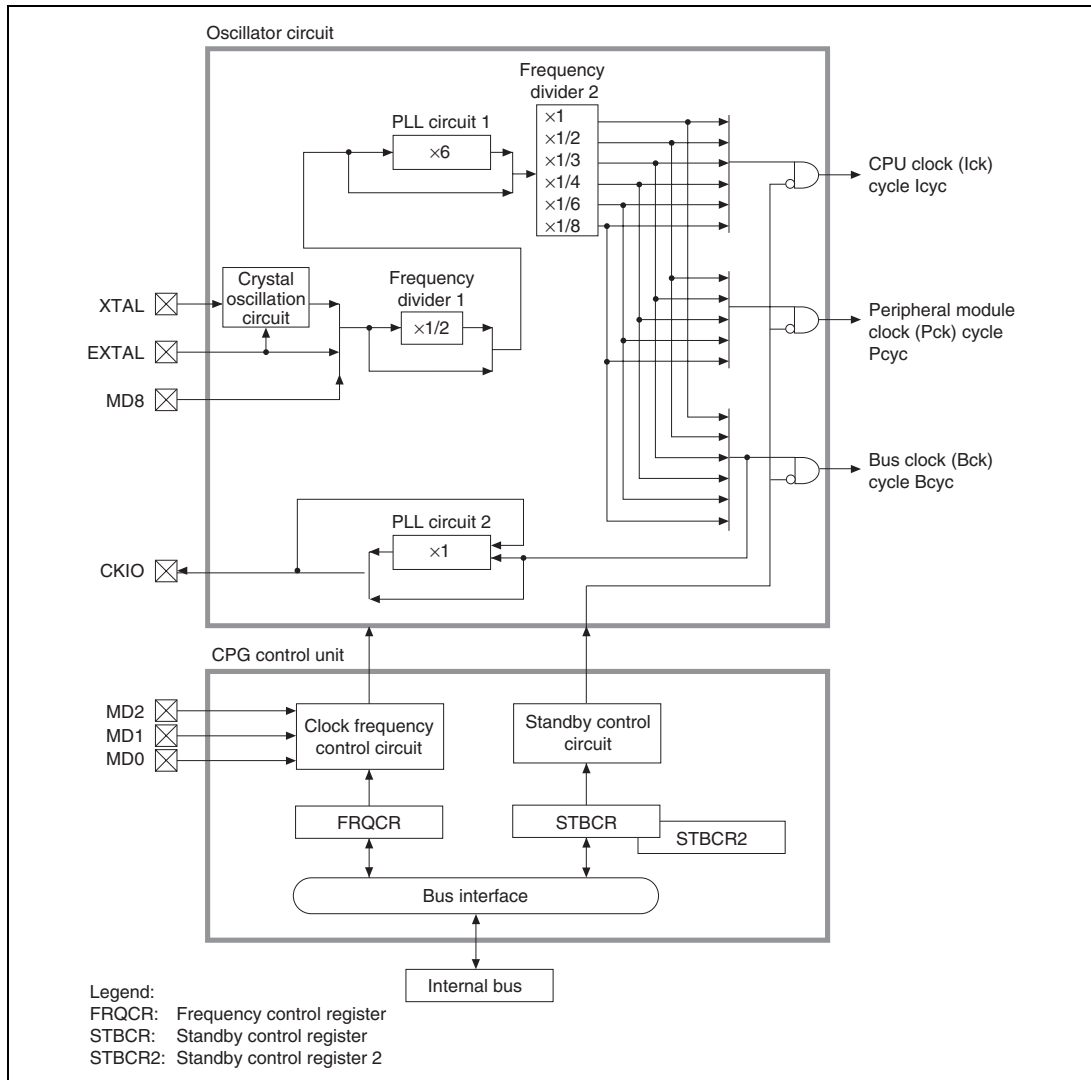 Oscillator circuit
Frequency
divider 2
PLL circuit 1
×6
×1
×1/2
×1/3
×1/4
×1/6
×1/8
CPU clock (Ick)
cycle Icyc
Crystal
oscillation
circuit
Frequency
divider 1
×1/2
XTAL
EXTAL
MD8
Peripheral module
clock (Pck) cycle
Pcyc
Bus clock (Bck)
cycle Bcyc
PLL circuit 2
×1
CKIO
CPG control unit
MD2
MD1
MD0
Clock frequency
control circuit
Standby control
circuit
FRQCR
STBCR
STBCR2
Bus interface
Internal bus
Legend:
FRQCR: Frequency control register
STBCR: Standby control register
STBCR2: Standby control register 2